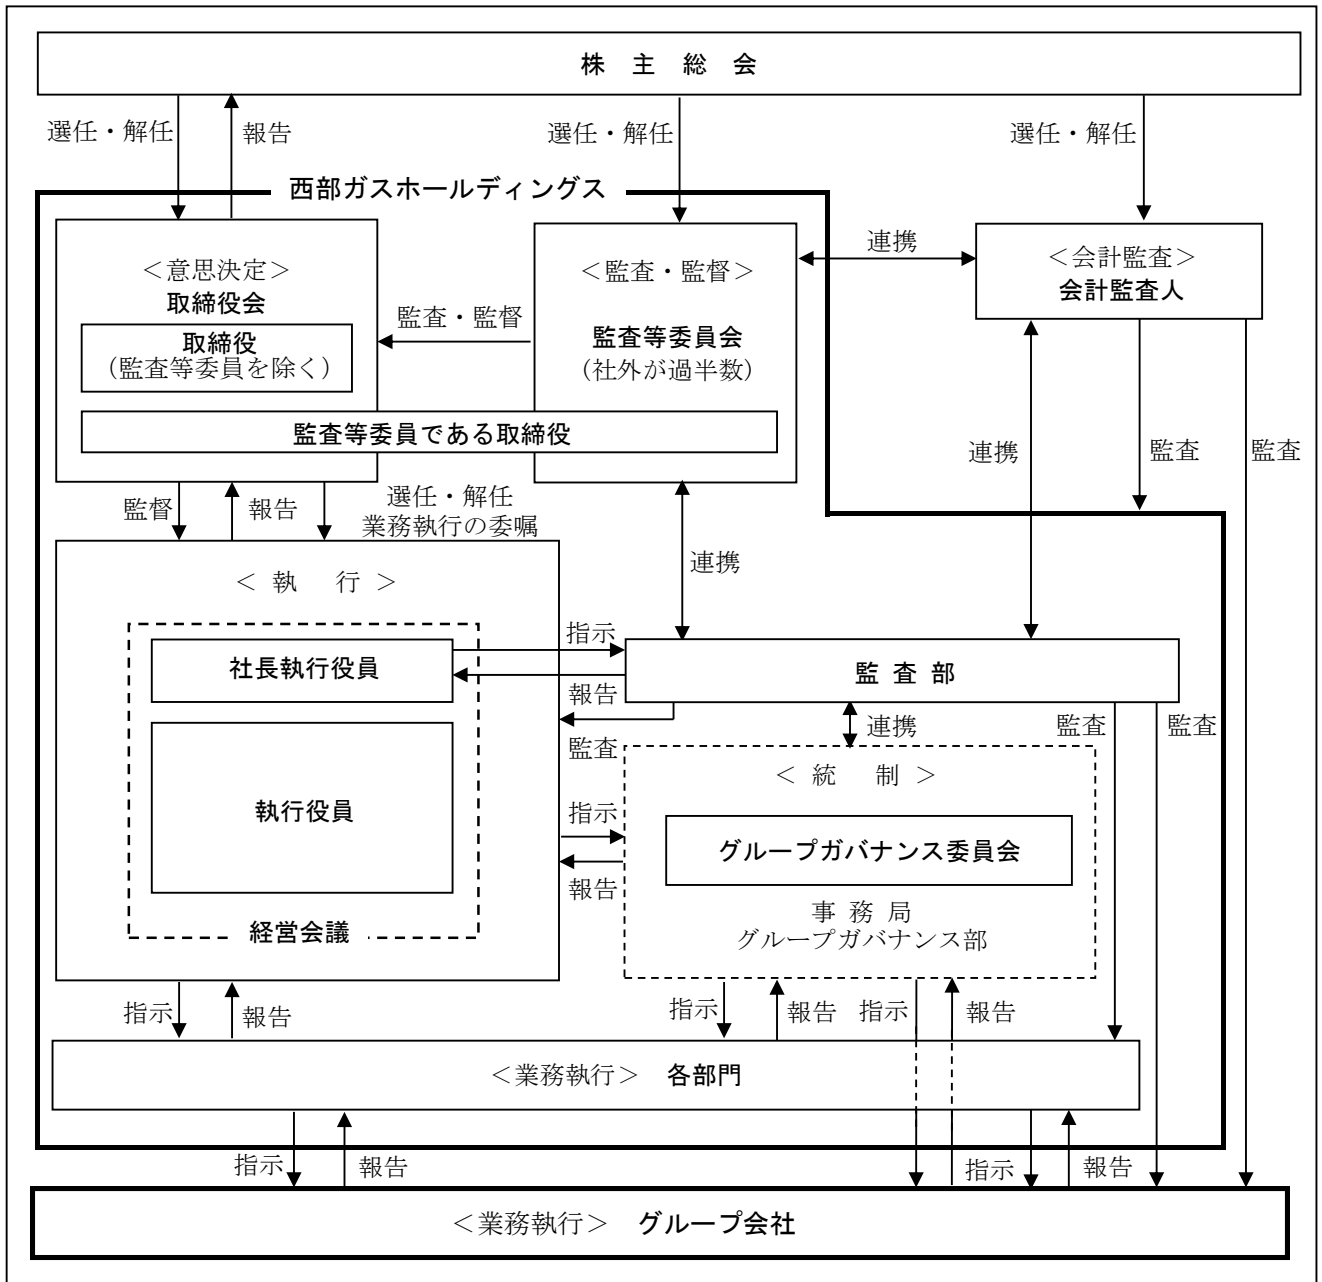 株 主 総 会
選任・解任
報告
選任・解任
選任・解任
西部ガスホールディングス
＜意思決定＞
取締役会
取締役
（監査等委員を除く）
監査・監督
＜監査・監督＞
監査等委員会
（社外が過半数）
連携
＜会計監査＞
会計監査人
監査等委員である取締役
連携
監査
監査
監督
報告
選任・解任
業務執行の委嘱
連携
＜ 執 行 ＞
社長執行役員
指示
報告
監 査 部
監査
連携
監査
監査
執行役員
経営会議
指示
報告
＜ 統 制 ＞
グループガバナンス委員会
事 務 局
グループガバナンス部
指示
報告
指示
報告
指示
報告
＜業務執行＞ 各部門
指示
報告
指示
報告
＜業務執行＞ グループ会社